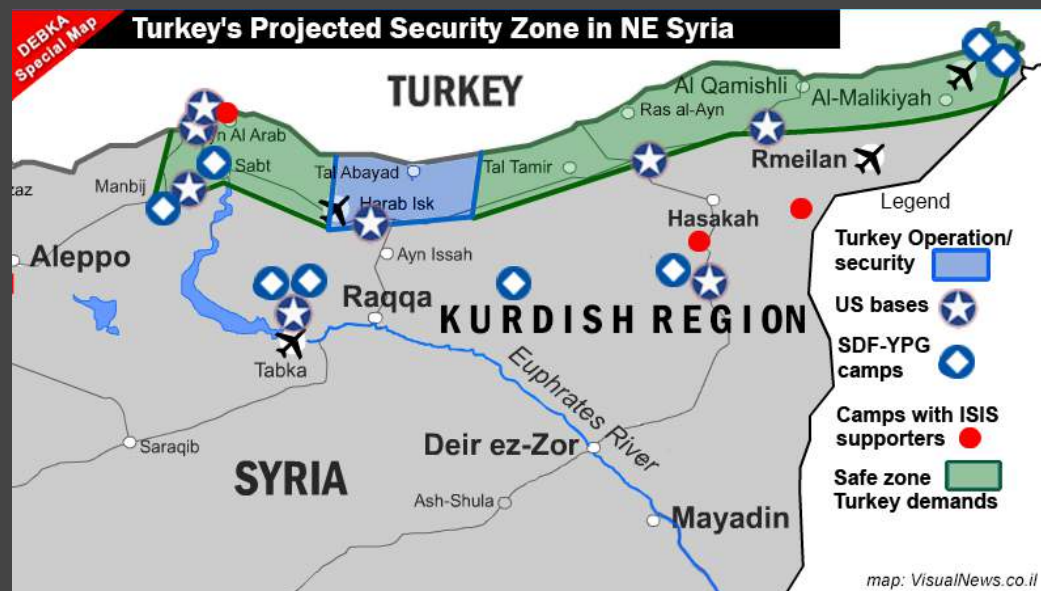 DEBKA
Special Map
Turkey's Projected Security Zone in NE Syria
TURKEY
Al Qamishli
Ras al-Ayn
Al-Malikiyah
n Al Arab
Sabt
Tal Abayad
Tal Tamir
Rmeilan
Manbij
zaz
Harab Isk
Legend
Hasakah
Aleppo
Ayn Issah
Turkey Operation/
security
Raqqa
US bases
KURDISH REGION
SDF-YPG
camps
Tabka
Euphrates River
Camps with ISIS
supporters
Saraqib
Deir ez-Zor
SYRIA
Safe zone
Turkey demands
Ash-Shula
Mayadin
map: VisualNews.co.il